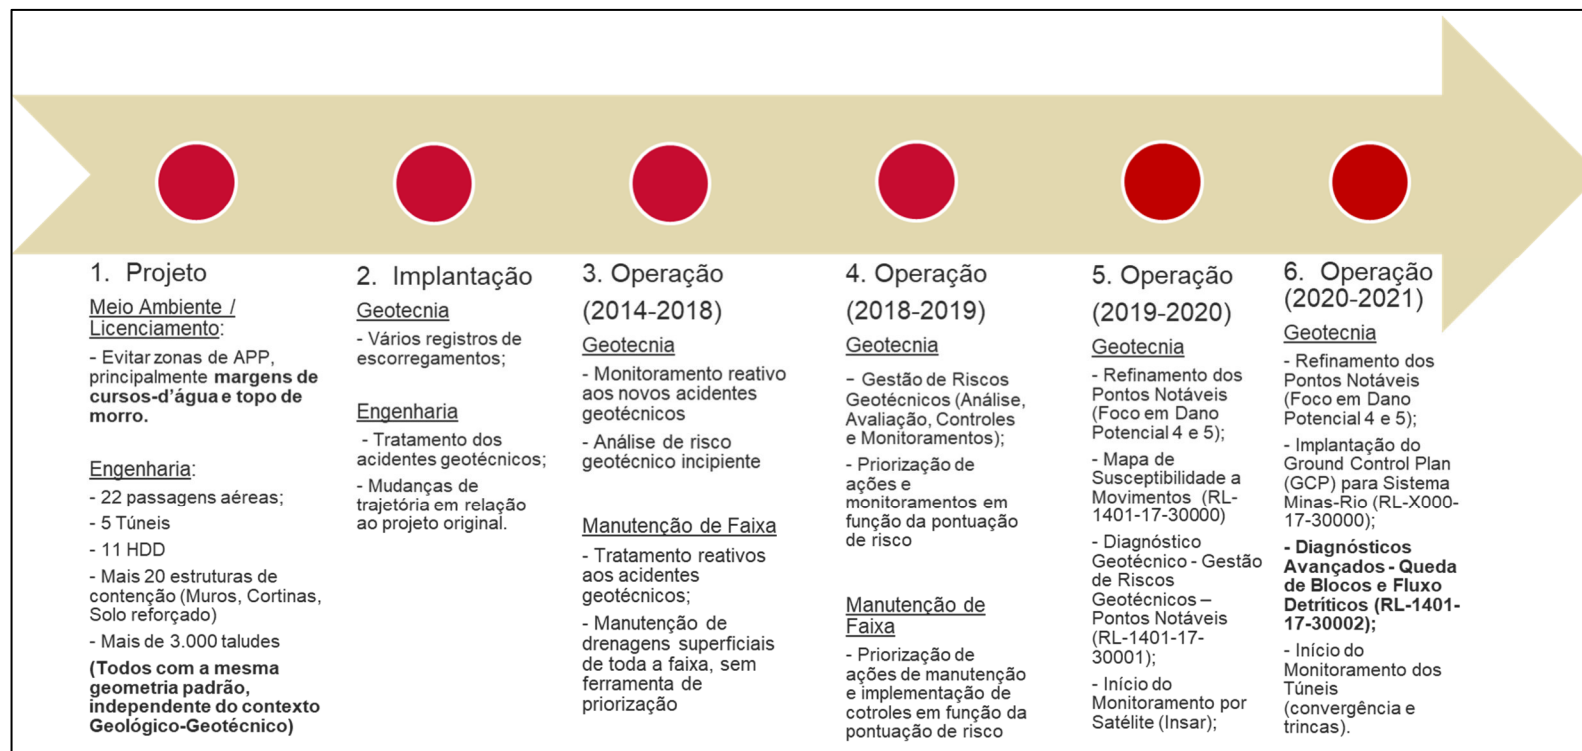 1. Projeto
Meio Ambiente /
Licenciamento:
- Evitar zonas de APP,
principalmente margens de
cursos-d'água e topo de
morro.
Engenharia:
- 22 passagens aéreas;
- 5 Túneis
- 11 HDD
- Mais 20 estruturas de
contenção (Muros, Cortinas,
Solo reforçado)
- Mais de 3.000 taludes
(Todos com a mesma
geometria padrão,
independente do contexto
Geológico-Geotécnico)
2. Implantação
Geotecnia
- Vários registros de
escorregamentos;
Engenharia
- Tratamento dos
acidentes geotécnicos;
- Mudanças de
trajetória em relação
ao projeto original.
3. Operação
(2014-2018)
Geotecnia
- Monitoramento reativo
aos novos acidentes
geotécnicos
- Análise de risco
geotécnico incipiente
Manutenção de Faixa
- Tratamento reativos
aos acidentes
geotécnicos;
- Manutenção de
drenagens superficiais
de toda a faixa, sem
ferramenta de
priorização
4. Operação
(2018-2019)
Geotecnia
- Gestão de Riscos
Geotécnicos (Análise,
Avaliação, Controles
e Monitoramentos);
- Priorização de
ações e
monitoramentos em
função da pontuação
de risco
Manutenção de
Faixa
- Priorização de
ações de manutenção
e implementação de
cotroles em função da
pontuação de risco
5. Operação
(2019-2020)
Geotecnia
- Refinamento dos
Pontos Notáveis
(Foco em Dano
Potencial 4 e 5);
- Mapa de
Susceptibilidade a
Movimentos (RL-
1401-17-30000)
- Diagnóstico
Geotécnico - Gestão
de Riscos
Geotécnicos –
Pontos Notáveis
(RL-1401-17-
30001);
- Início do
Monitoramento por
Satélite (Insar);
6. Operação
(2020-2021)
Geotecnia
- Refinamento dos
Pontos Notáveis
(Foco em Dano
Potencial 4 e 5);
- Implantação do
Ground Control Plan
(GCP) para Sistema
Minas-Rio (RL-X000-
17-30000);
- Diagnósticos
Avançados - Queda
de Blocos e Fluxo
Detríticos (RL-1401-
17-30002);
- Início do
Monitoramento dos
Túneis
(convergência e
trincas).